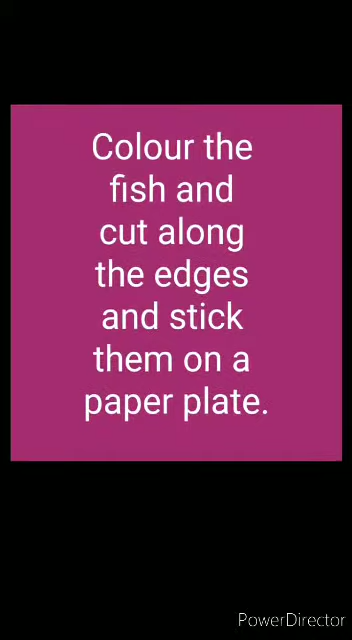 Colour the
fish and
cut along
the edges
and stick
them on a
paper plate.
PowerDirector